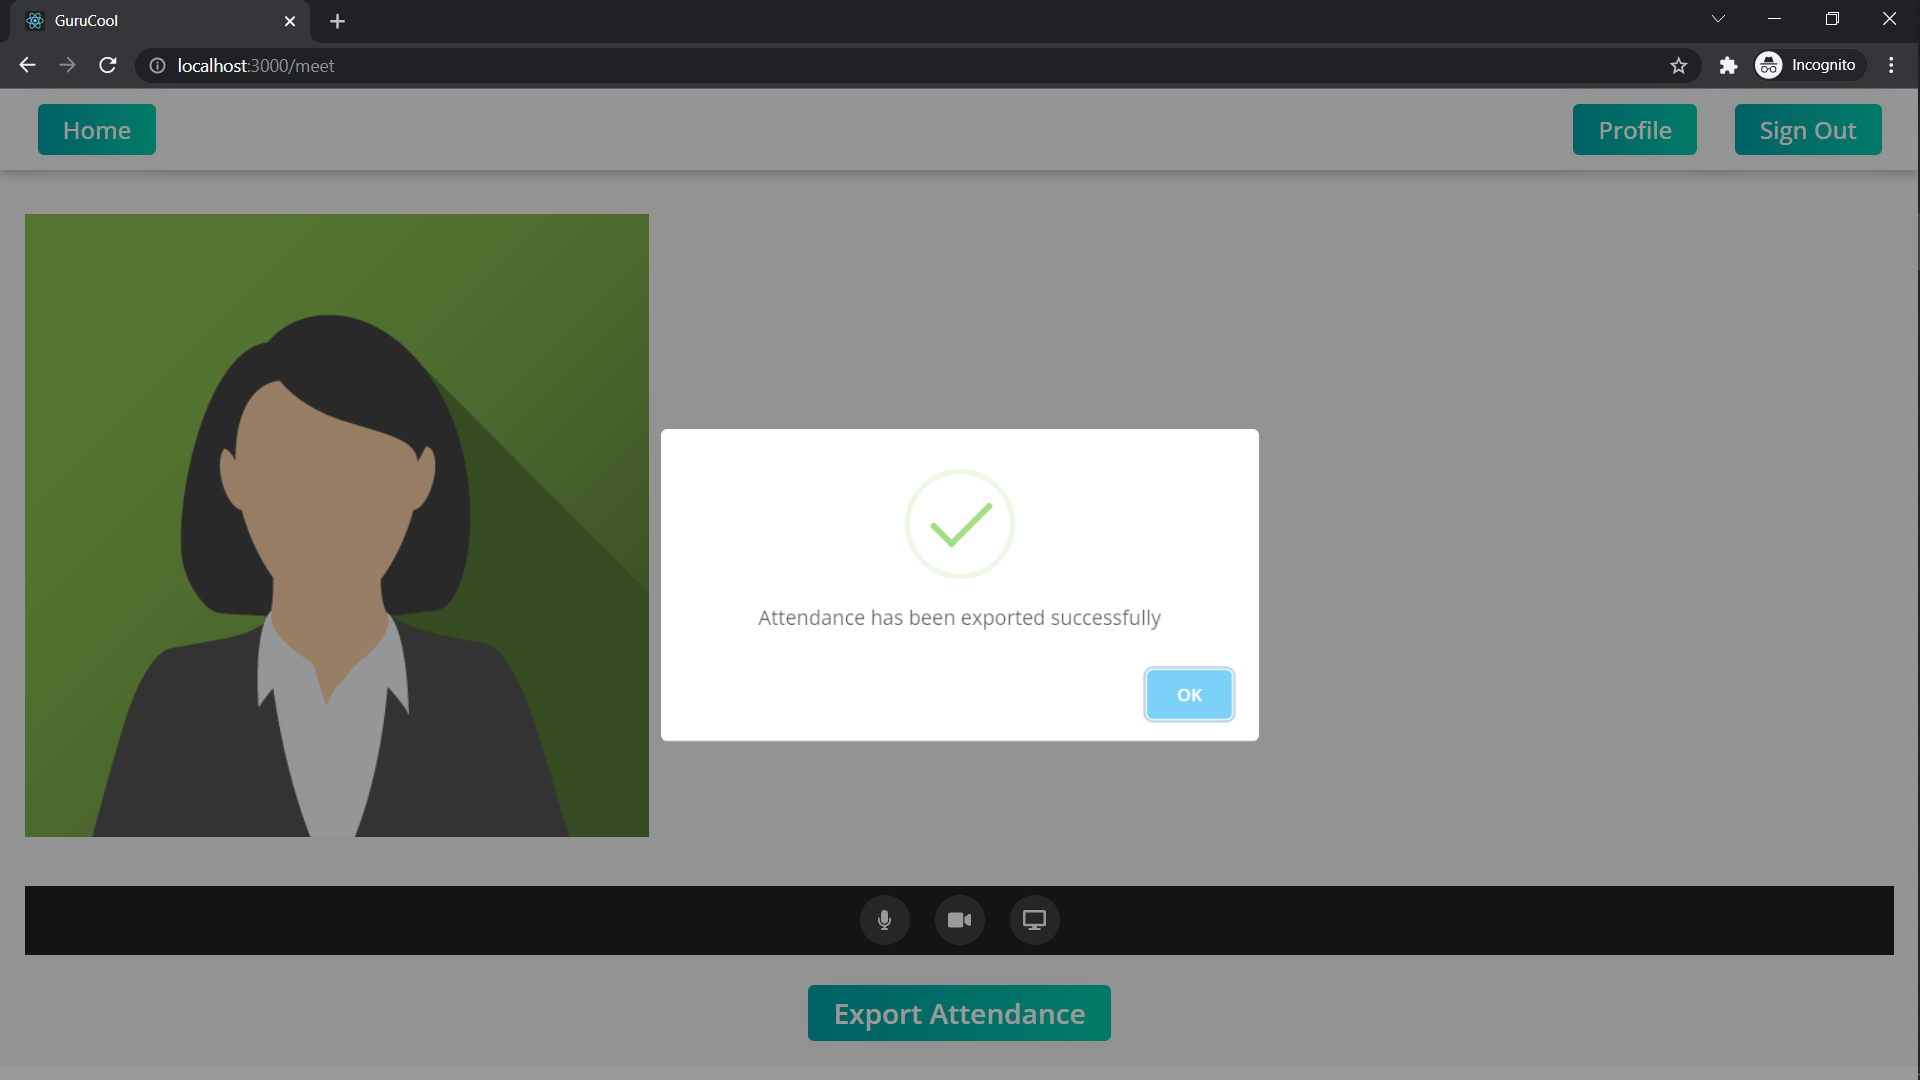 GuruCool
localhost:3000/meet
Incognito
Home
Profile
Sign Out
Attendance has been exported successfully
OK
Export Attendance